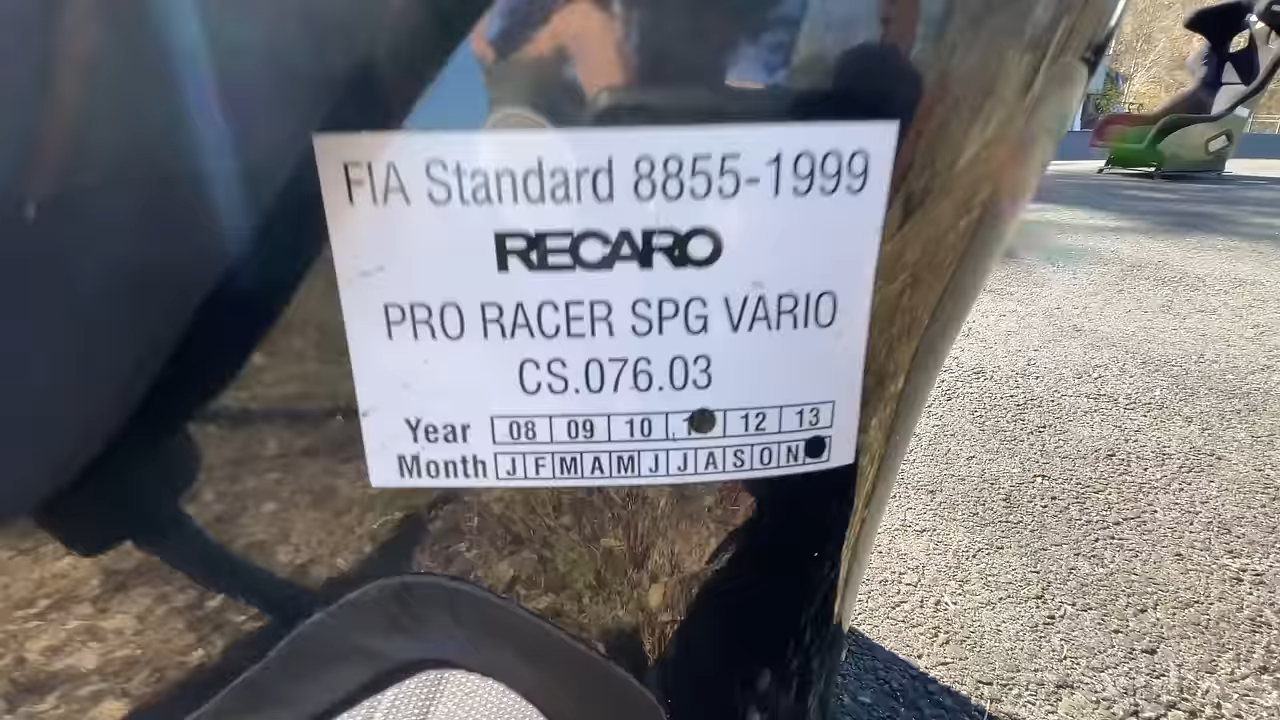 FIA Standard 8855-1999
RECARO
PRO RACER SPG VARIO
CS.076.03
Year 08 09 10 12 13
Month J F M A M J J A S O N